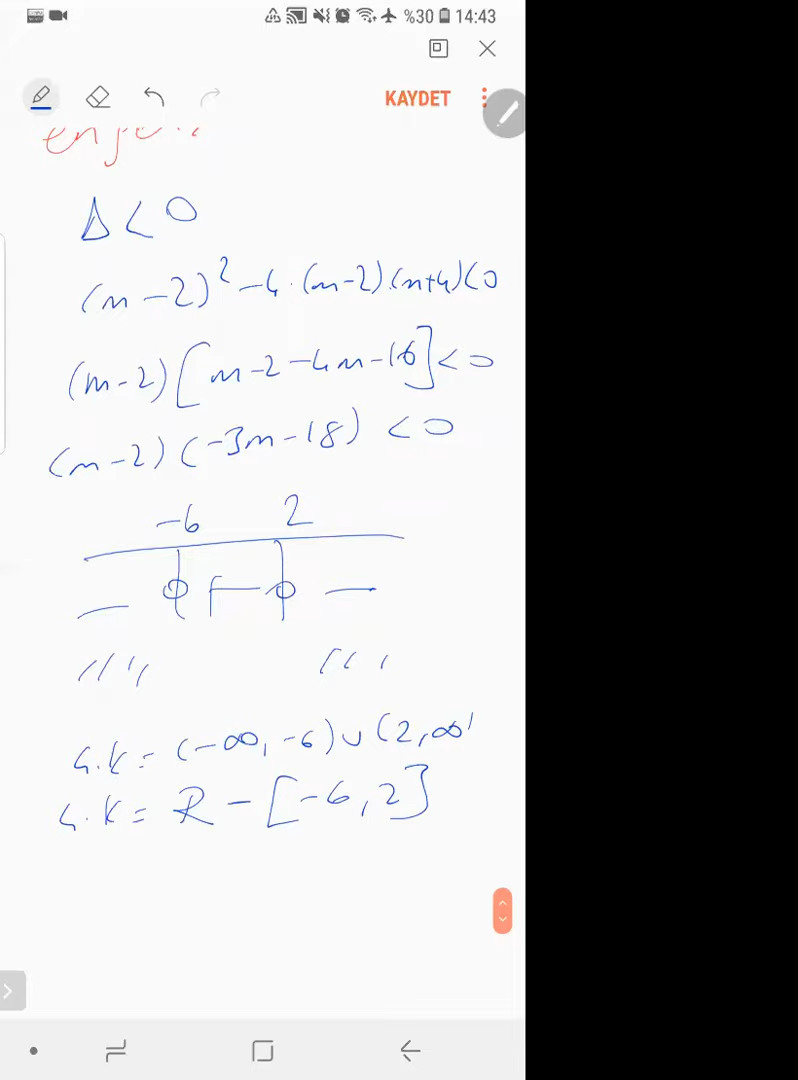 %30 14:43
KAYDET
Δ < 0
(m-2)² -4.(m-2).(m+4)<0
(m-2)[m-2-4m-16]<0
(m-2)(-3m-18) <0
-6 2
- + -
Ç.K= (-∞,-6)∪(2,∞)
Ç.K= R-[-6,2]